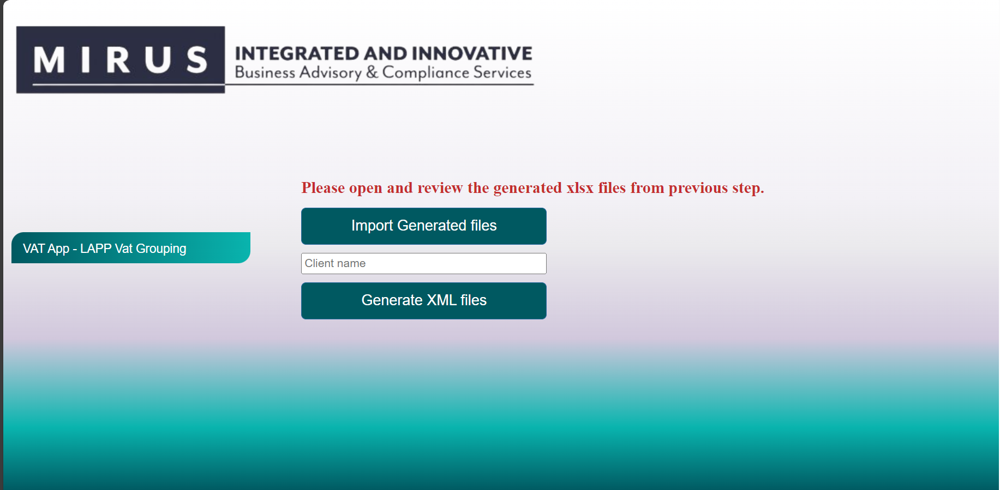 MIRUS
INTEGRATED AND INNOVATIVE
Business Advisory & Compliance Services
Please open and review the generated xlsx files from previous step.
Import Generated files
VAT App - LAPP Vat Grouping
Client name
Generate XML files